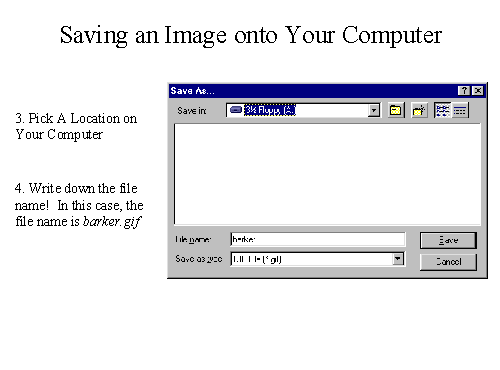 Saving an Image onto Your Computer
3. Pick A Location on
Your Computer
4. Write down the file
name! In this case, the
file name is barker.gif
Save As...
Save in:
3½ Floppy (A:
File name:
barker
Save
Save as type:
GIF File (*.gif)
Cancel